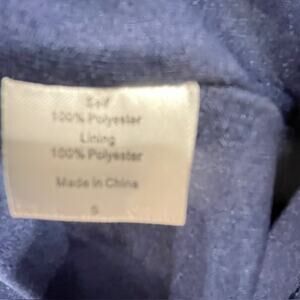 Self
100% Polyester
Lining
100% Polyester
Made in China
S